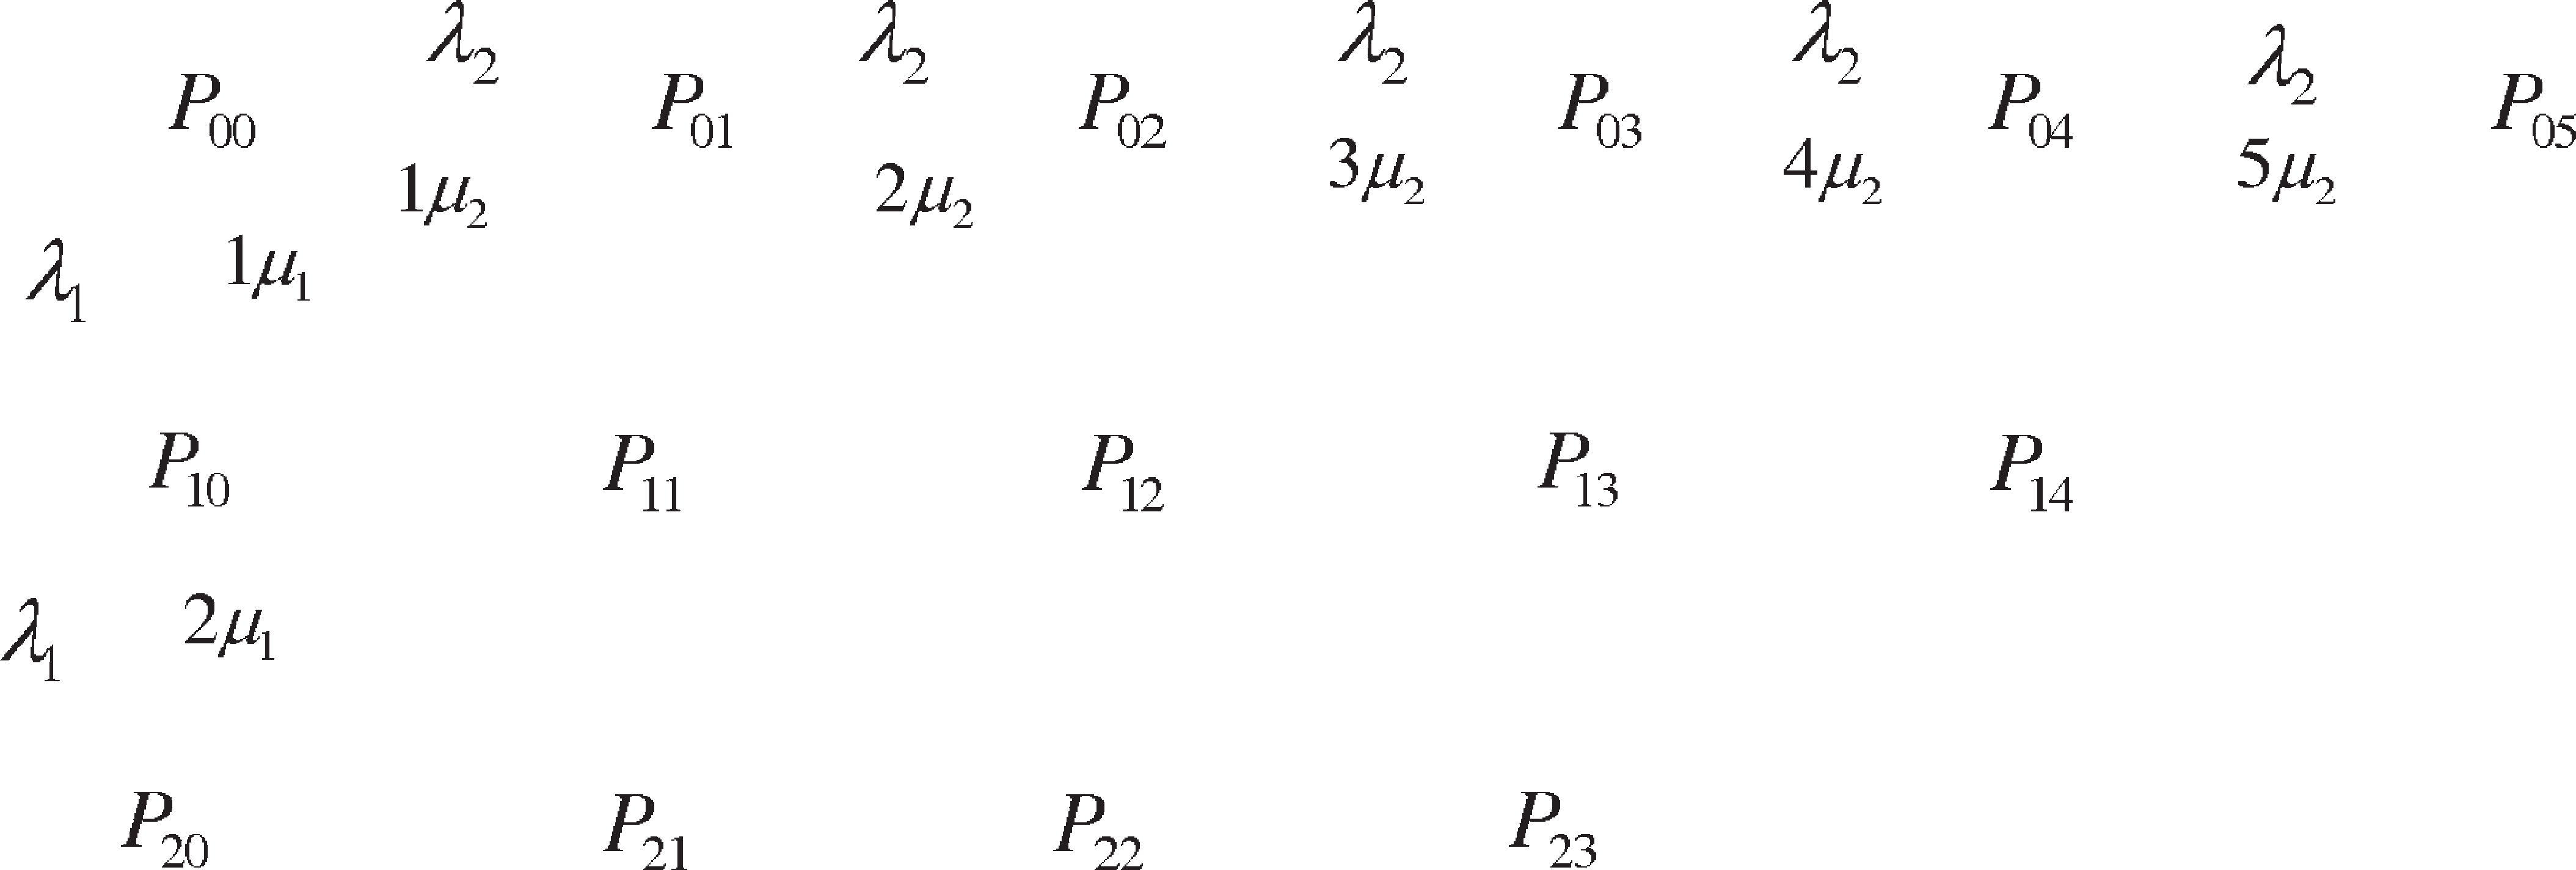 λ₂ λ₂ λ₂ λ₂ λ₂
P₀₀ P₀₁ P₀₂ P₀₃ P₀₄ P₀₅
1μ₂ 2μ₂ 3μ₂ 4μ₂ 5μ₂
λ₁ 1μ₁
P₁₀ P₁₁ P₁₂ P₁₃ P₁₄
λ₁ 2μ₁
P₂₀ P₂₁ P₂₂ P₂₃